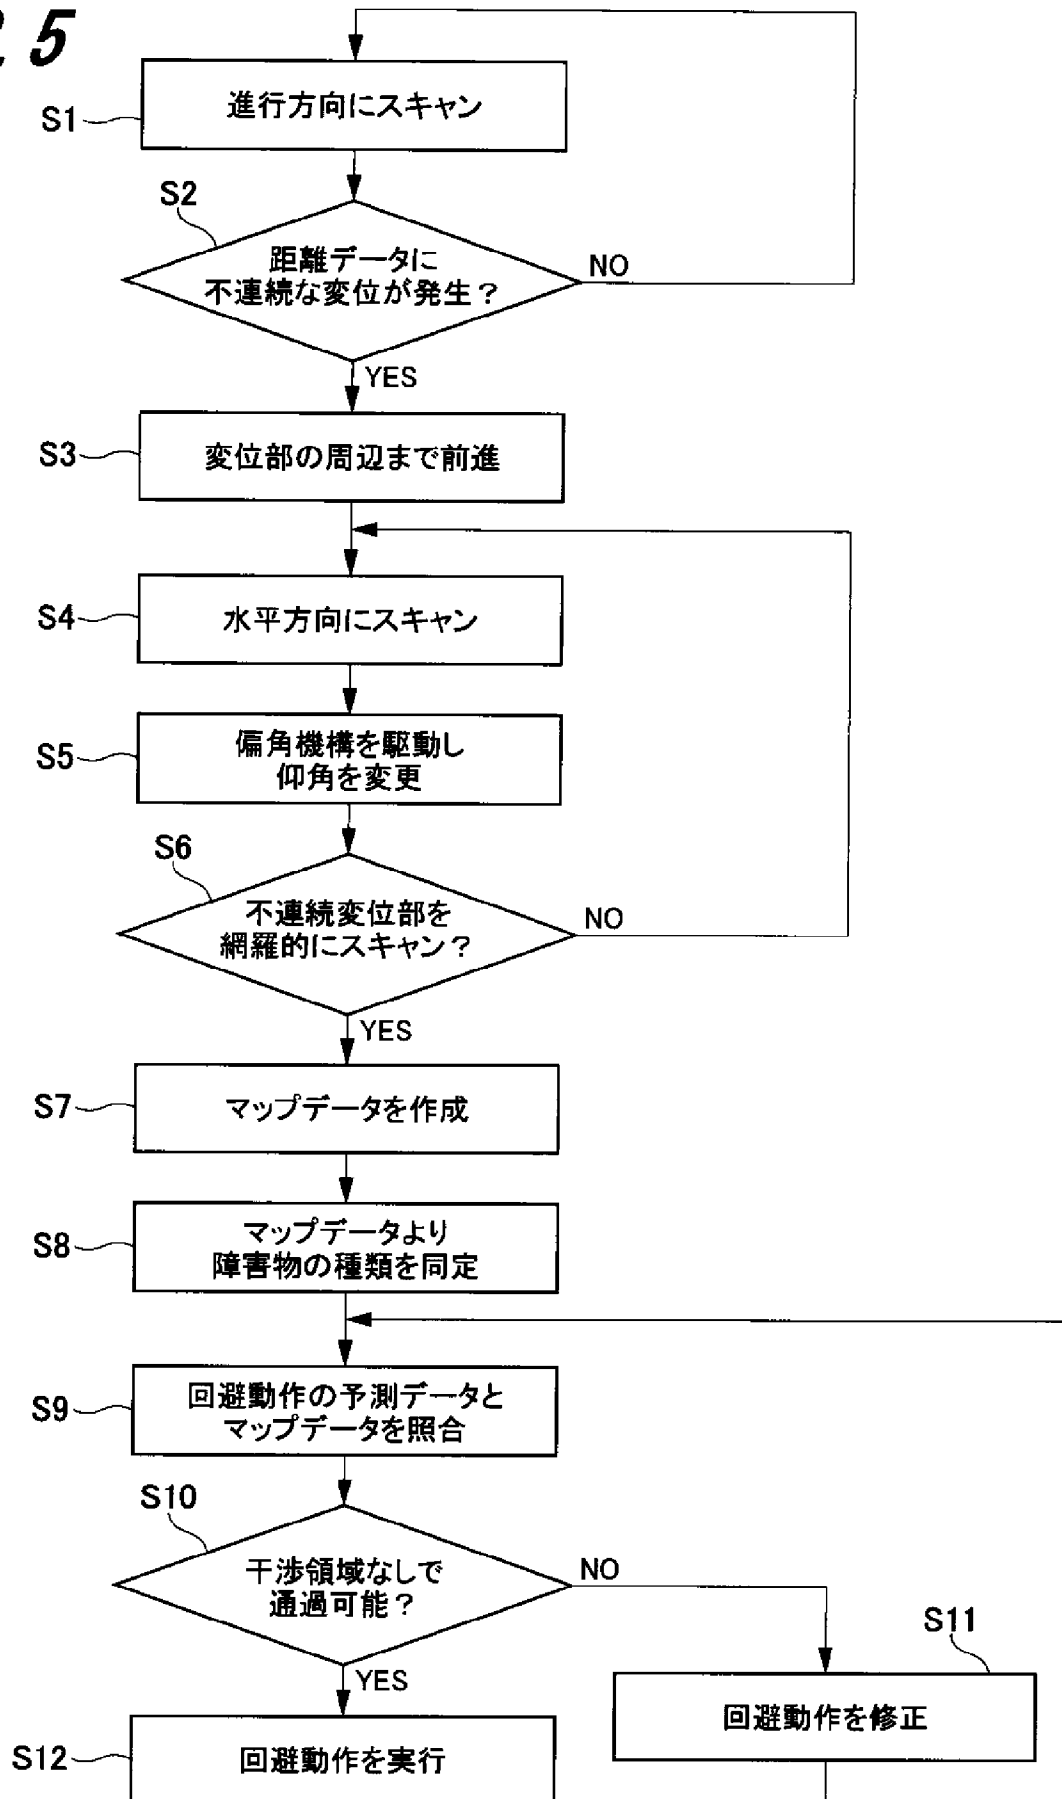 . 5
S1
進行方向にスキャン
S2
距離データに
不連続な変位が発生？
NO
YES
S3
変位部の周辺まで前進
S4
水平方向にスキャン
S5
偏角機構を駆動し
仰角を変更
S6
不連続変位部を
網羅的にスキャン？
NO
YES
S7
マップデータを作成
S8
マップデータより
障害物の種類を同定
S9
回避動作の予測データと
マップデータを照合
S10
干渉領域なしで
通過可能？
NO
YES
S11
回避動作を修正
S12
回避動作を実行